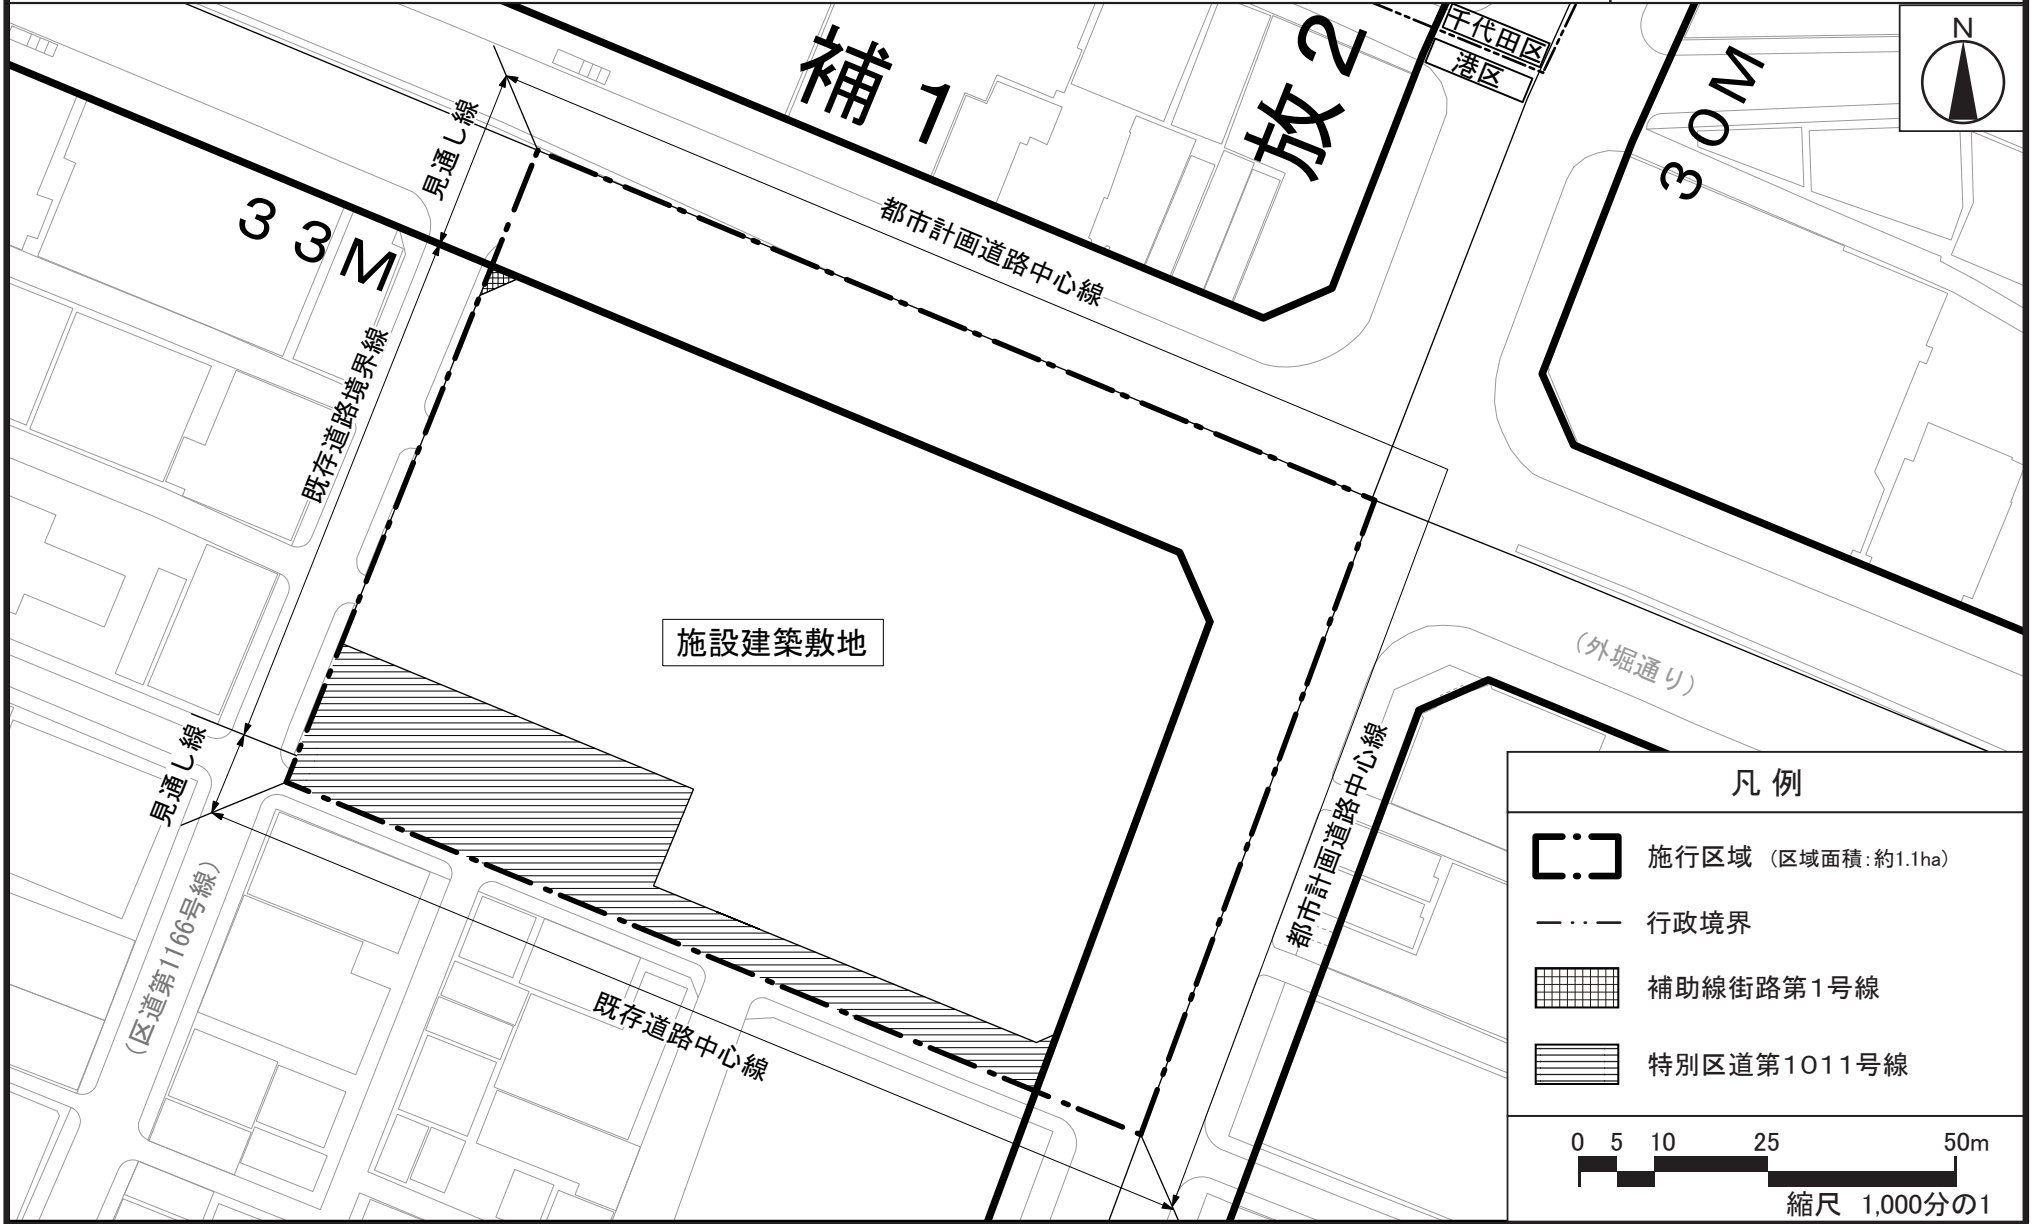 補1
放2
千代田区
港区
30M
N
見通し線
33M
都市計画道路中心線
既存道路境界線
施設建築敷地
(外堀通り)
見通し線
都市計画道路中心線
(区道第1166号線)
既存道路中心線
凡例
施行区域 (区域面積:約1.1ha)
行政境界
補助線街路第1号線
特別区道第1011号線
0 5 10 25 50m
縮尺 1,000分の1